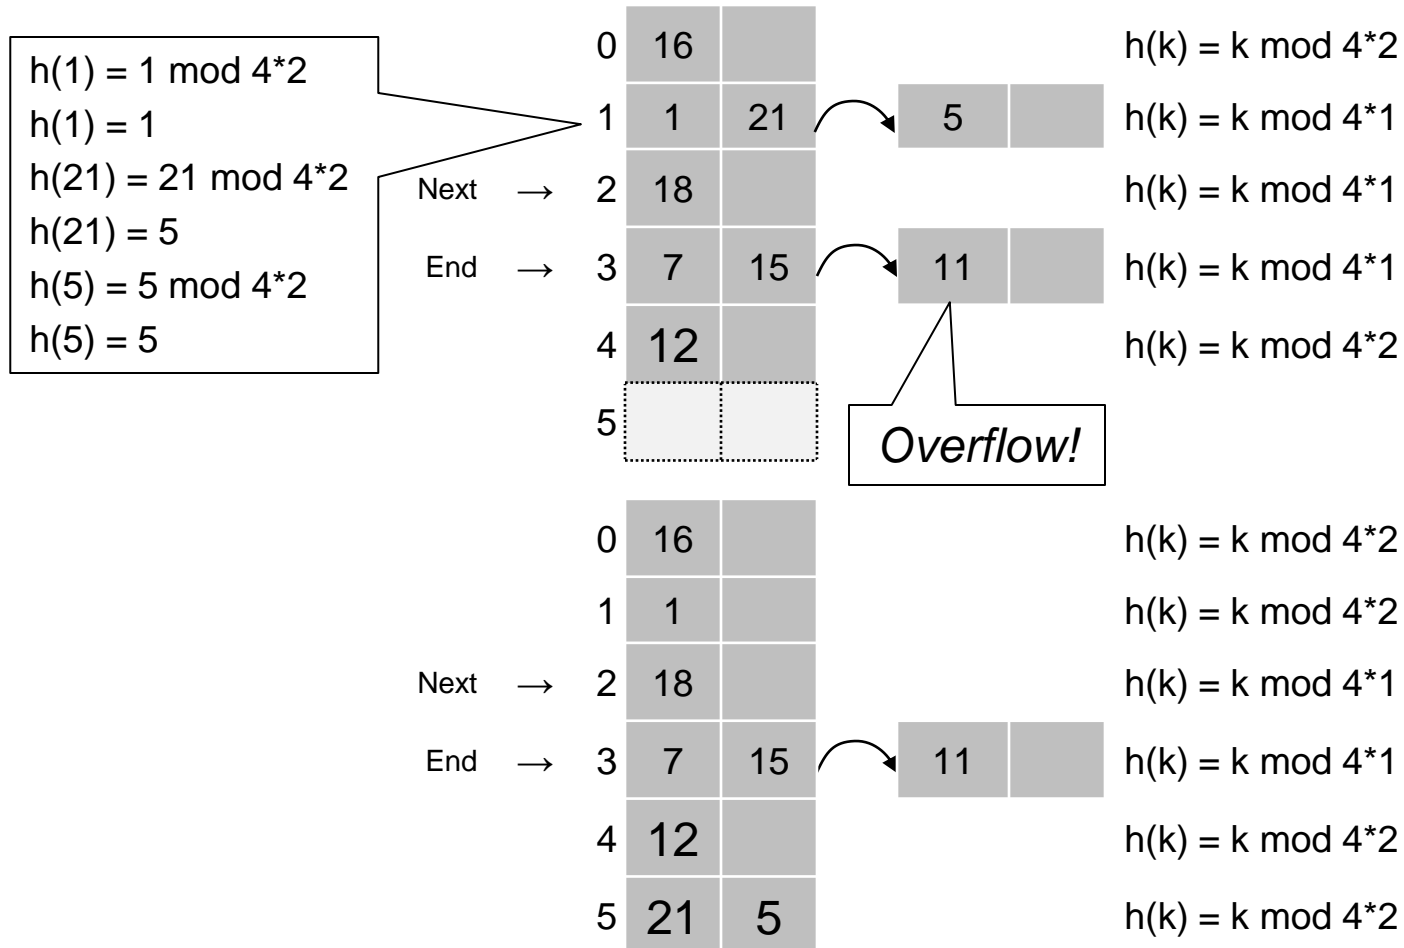 h(1) = 1 mod 4*2
h(1) = 1
h(21) = 21 mod 4*2
h(21) = 5
h(5) = 5 mod 4*2
h(5) = 5
0 16 h(k) = k mod 4*2
1 1 21 5 h(k) = k mod 4*1
Next → 2 18 h(k) = k mod 4*1
End → 3 7 15 11 h(k) = k mod 4*1
4 12 h(k) = k mod 4*2
5
Overflow!
0 16 h(k) = k mod 4*2
1 1 h(k) = k mod 4*2
Next → 2 18 h(k) = k mod 4*1
End → 3 7 15 11 h(k) = k mod 4*1
4 12 h(k) = k mod 4*2
5 21 5 h(k) = k mod 4*2